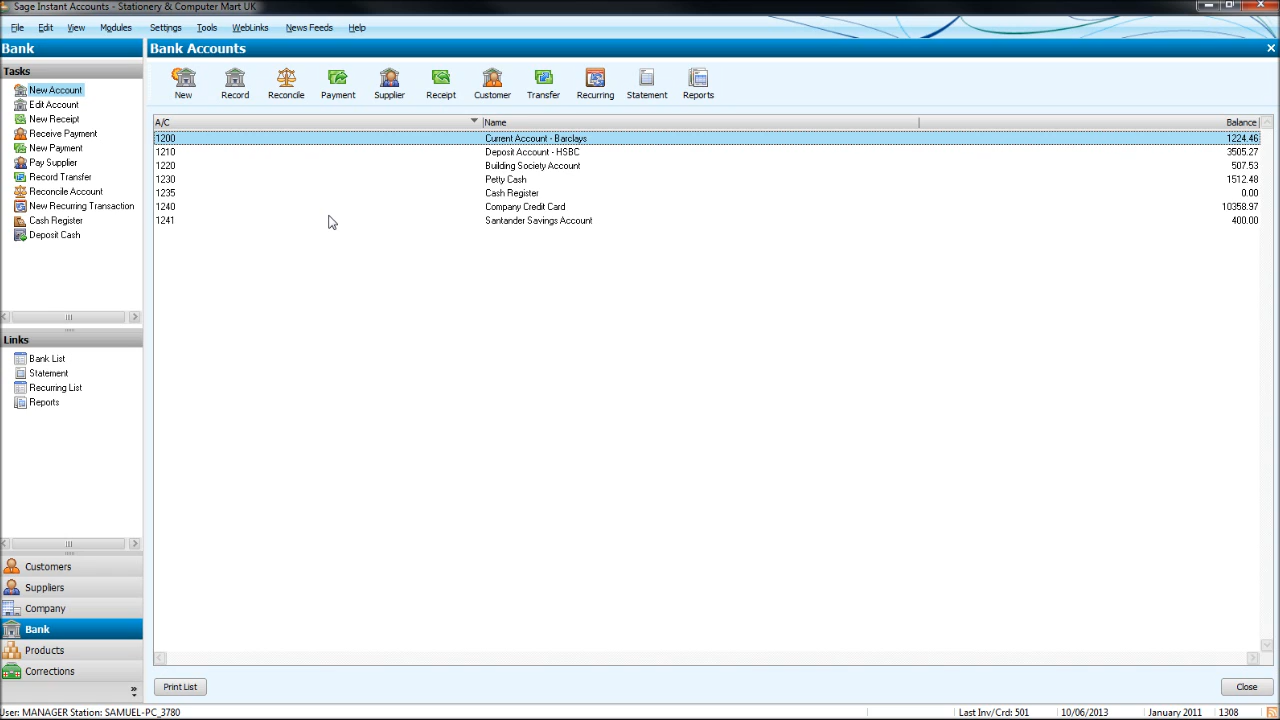 Sage Instant Accounts - Stationery & Computer Mart UK
File Edit View Modules Settings Tools WebLinks News Feeds Help
Bank
Bank Accounts
Tasks
New Account
Edit Account
New Receipt
Receive Payment
New Payment
Pay Supplier
Record Transfer
Reconcile Account
New Recurring Transaction
Cash Register
Deposit Cash
New Record Reconcile Payment Supplier Receipt Customer Transfer Recurring Statement Reports
A/C Name Balance
1200 Current Account - Barclays 1224.46
1210 Deposit Account - HSBC 3505.27
1220 Building Society Account 507.53
1230 Petty Cash 1512.48
1235 Cash Register 0.00
1240 Company Credit Card 10358.97
1241 Santander Savings Account 400.00
Links
Bank List
Statement
Recurring List
Reports
Customers
Suppliers
Company
Bank
Products
Corrections
Print List Close
User: MANAGER Station: SAMUEL-PC_3780 Last Inv/Crd: 501 10/06/2013 January 2011 1308